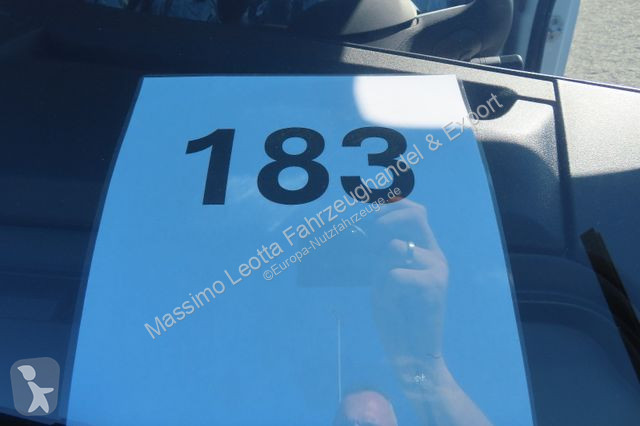 183
Massimo Leotta Fahrzeughandel & Export
©Europa-Nutzfahrzeuge.de